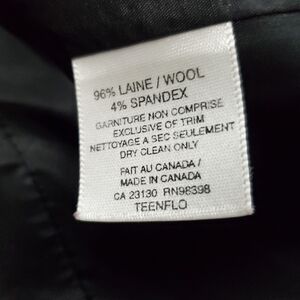 96% LAINE / WOOL
4% SPANDEX
GARNITURE NON COMPRISE
EXCLUSIVE OF TRIM
NETTOYAGE A SEC SEULEMENT
DRY CLEAN ONLY
FAIT AU CANADA /
MADE IN CANADA
CA 23130 RN98398
TEENFLO